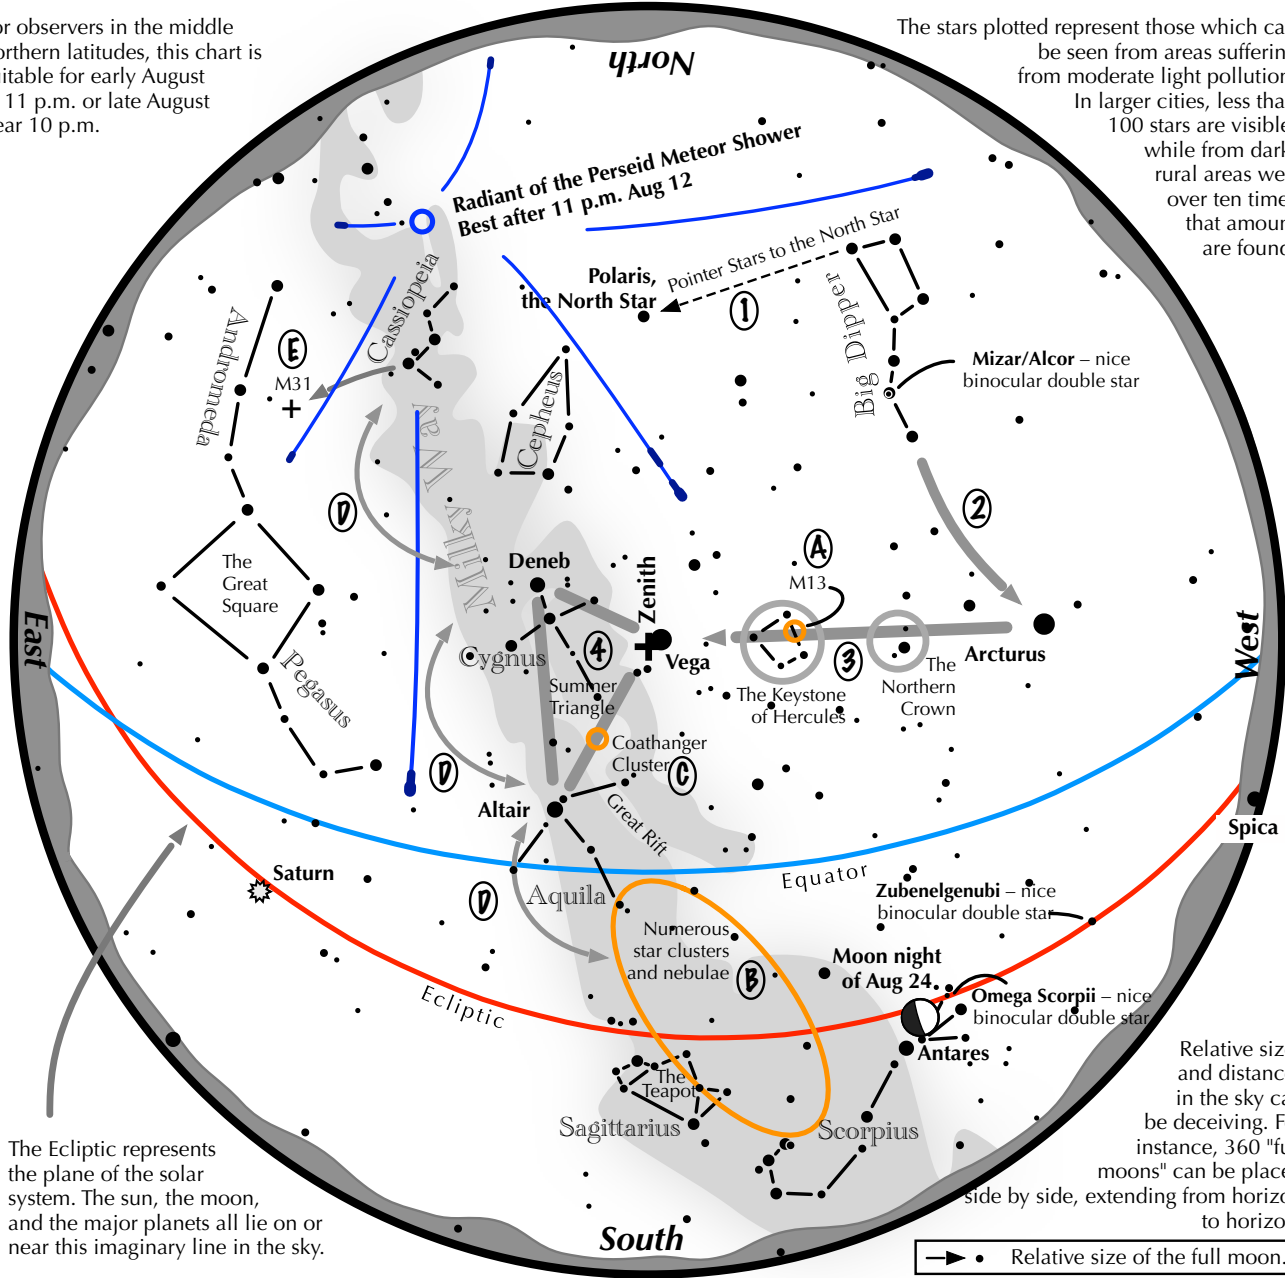 or observers in the middle
orthern latitudes, this chart is
itable for early August
11 p.m. or late August
ear 10 p.m.
The stars plotted represent those which ca
be seen from areas sufferin
from moderate light pollution
In larger cities, less tha
100 stars are visible
while from dark
rural areas we
over ten time
that amoun
are found
North
Radiant of the Perseid Meteor Shower
Best after 11 p.m. Aug 12
Polaris,
the North Star
Pointer Stars to the North Star
1
Big Dipper
Mizar/Alcor – nice
binocular double star
Cassiopeia
Andromeda
E
M31
Cepheus
Milky Way
D
2
A
M13
Deneb
Zenith
The
Great
Square
East
Pegasus
Cygnus
4
Summer
Triangle
Vega
3
Arcturus
West
The Keystone
of Hercules
The
Northern
Crown
Coathanger
Cluster
C
D
Altair
Great Rift
Spica
Saturn
Equator
Aquila
D
Zubenelgenubi – nice
binocular double star
Numerous
star clusters
and nebulae
B
Moon night
of Aug 24
Omega Scorpii – nice
binocular double star
Ecliptic
Antares
The
Teapot
Sagittarius
Scorpius
South
The Ecliptic represents
the plane of the solar
system. The sun, the moon,
and the major planets all lie on or
near this imaginary line in the sky.
Relative siz
and distanc
in the sky ca
be deceiving. F
instance, 360 "fu
moons" can be place
side by side, extending from horizo
to horizo
Relative size of the full moon.